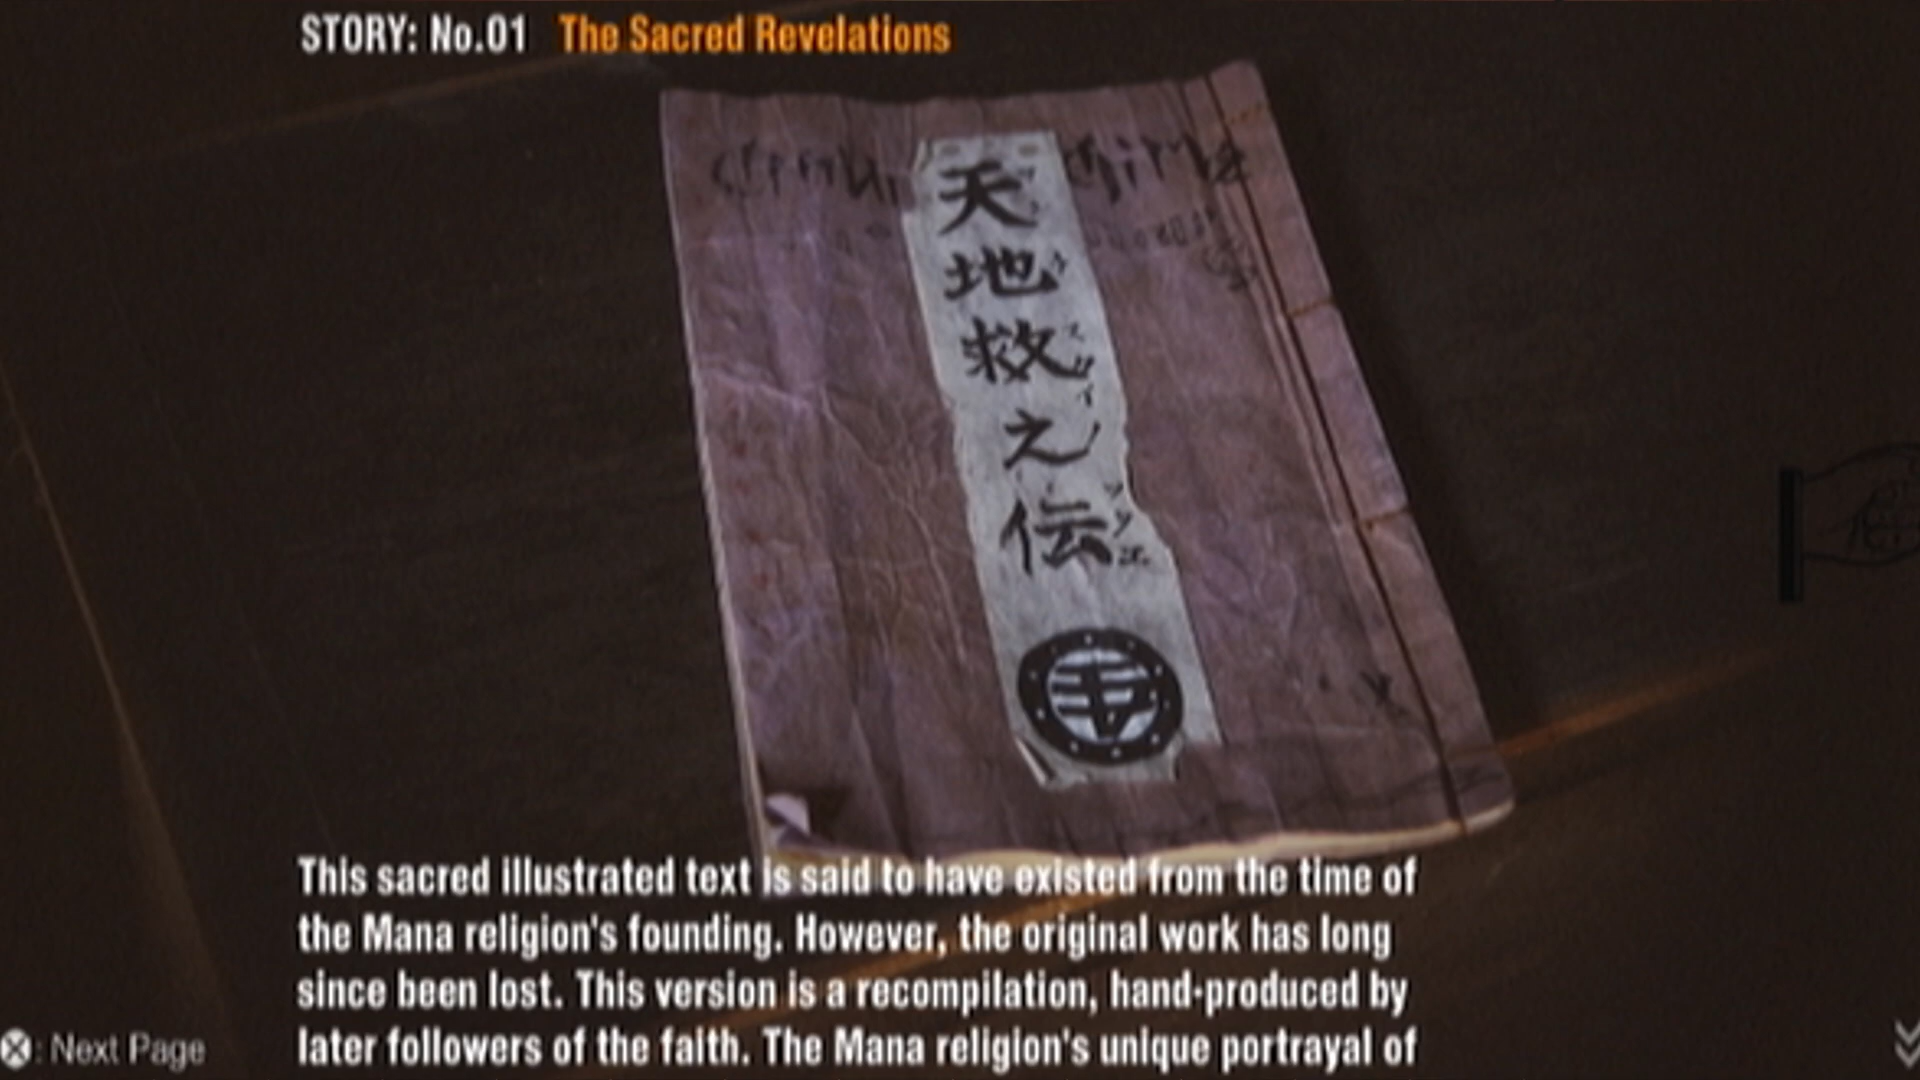 STORY: No.01 The Sacred Revelations
天地救之伝
This sacred illustrated text is said to have existed from the time of
the Mana religion's founding. However, the original work has long
since been lost. This version is a recompilation, hand-produced by
later followers of the faith. The Mana religion's unique portrayal of
: Next Page